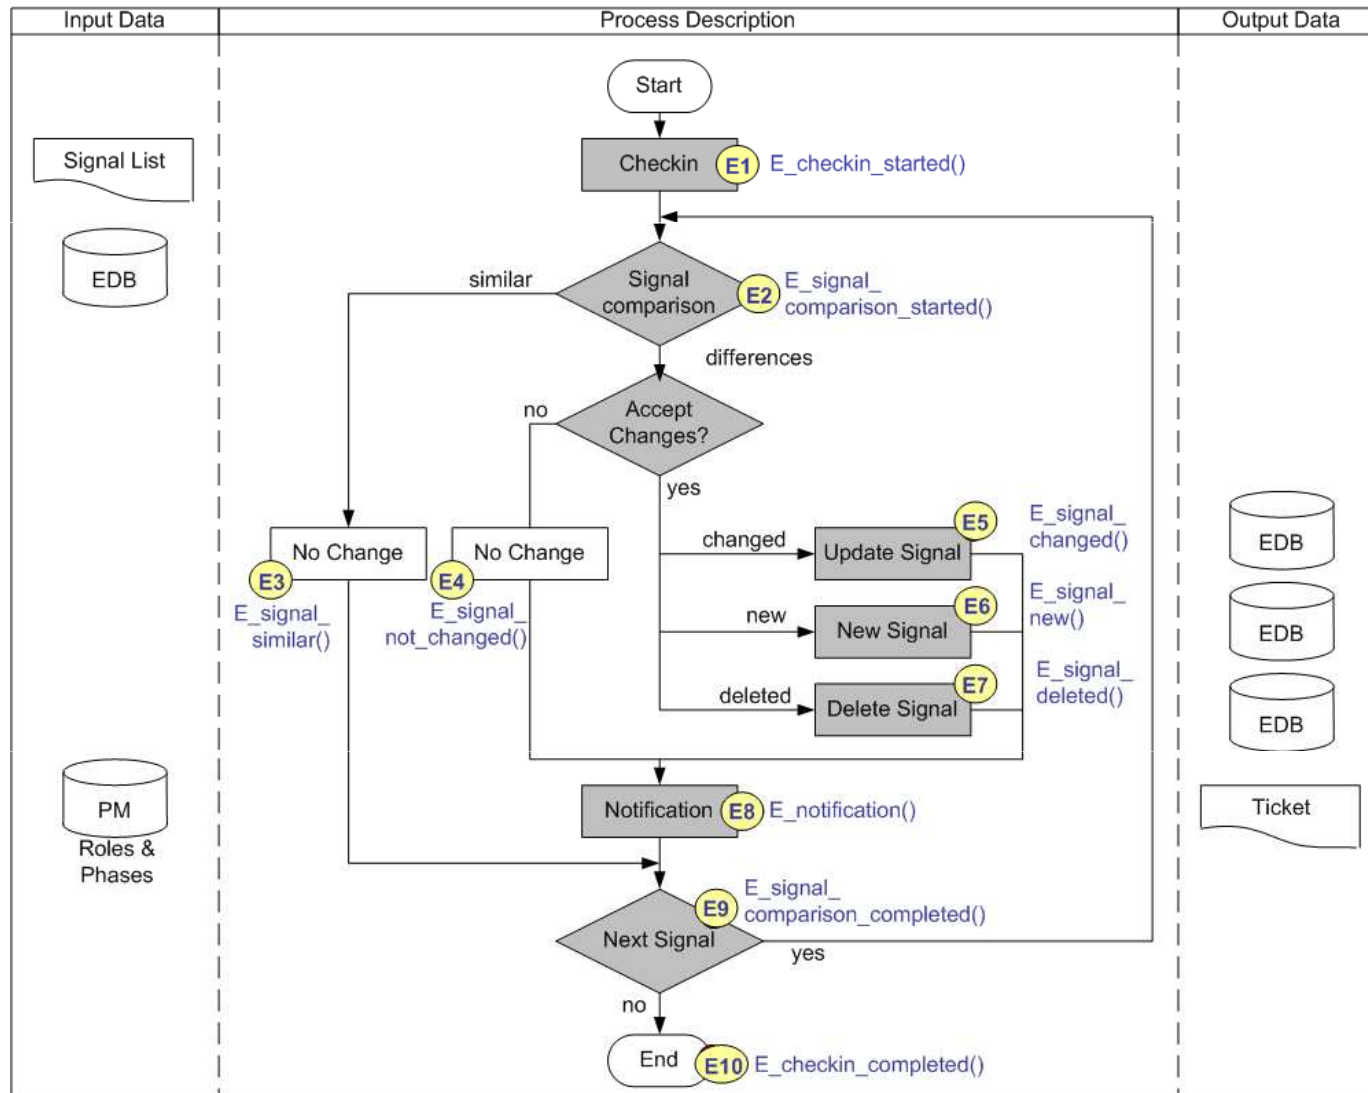 Input Data
Process Description
Output Data
Start
Signal List
Checkin
E1
E_checkin_started()
EDB
similar
Signal
comparison
E2
E_signal_
comparison_started()
differences
no
Accept
Changes?
yes
No Change
E3
E_signal_
similar()
No Change
E4
E_signal_
not_changed()
changed
Update Signal
E5
E_signal_
changed()
EDB
new
New Signal
E6
E_signal_
new()
EDB
deleted
Delete Signal
E7
E_signal_
deleted()
EDB
PM
Roles &
Phases
Notification
E8
E_notification()
Ticket
E9
E_signal_
comparison_completed()
Next Signal
yes
no
End
E10
E_checkin_completed()